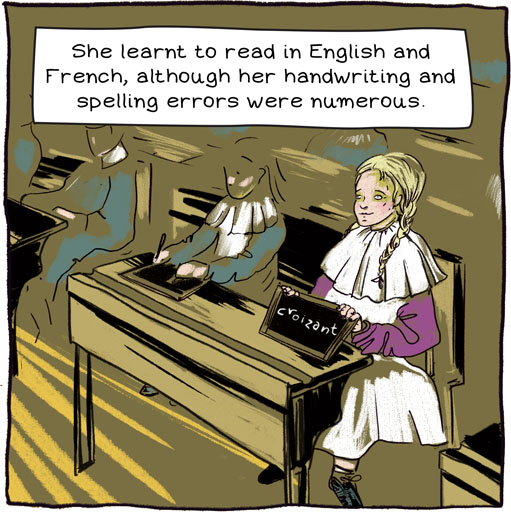 She learnt to read in English and
French, although her handwriting and
spelling errors were numerous.
croizant